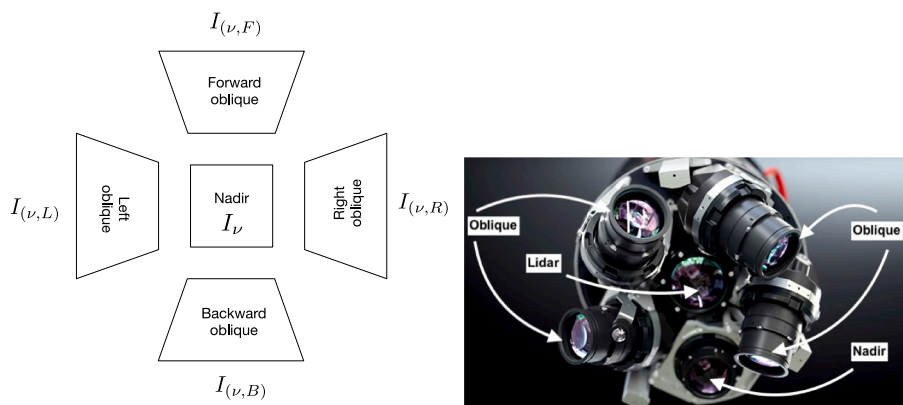 I(ν,F)
Forward
oblique
I(ν,L)
Left
oblique
Nadir
Iν
Right
oblique
I(ν,R)
Backward
oblique
I(ν,B)
Oblique
Lidar
Oblique
Nadir